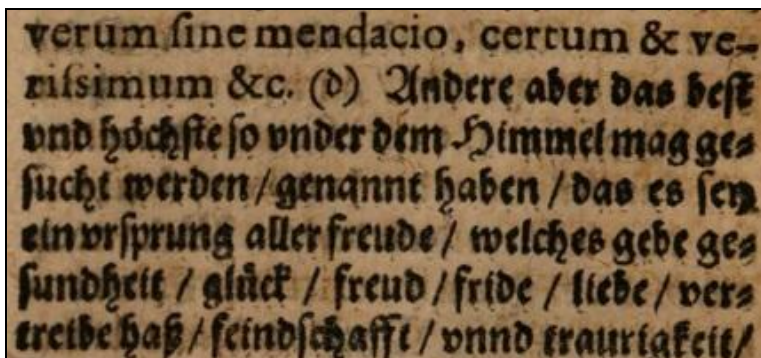 verum ſine mendacio, certum & ve-
riſsimum &c. (d) Andere aber das beſt
vnd höchſte ſo vnder dem Himmel mag ge-
ſucht werden / genannt haben / das es ſey
ein vrſprung aller freude / welches gebe ge-
ſundheit / glück / freud / fride / liebe / ver-
treibe haß / feindſchafft / vnnd traurigkeit /